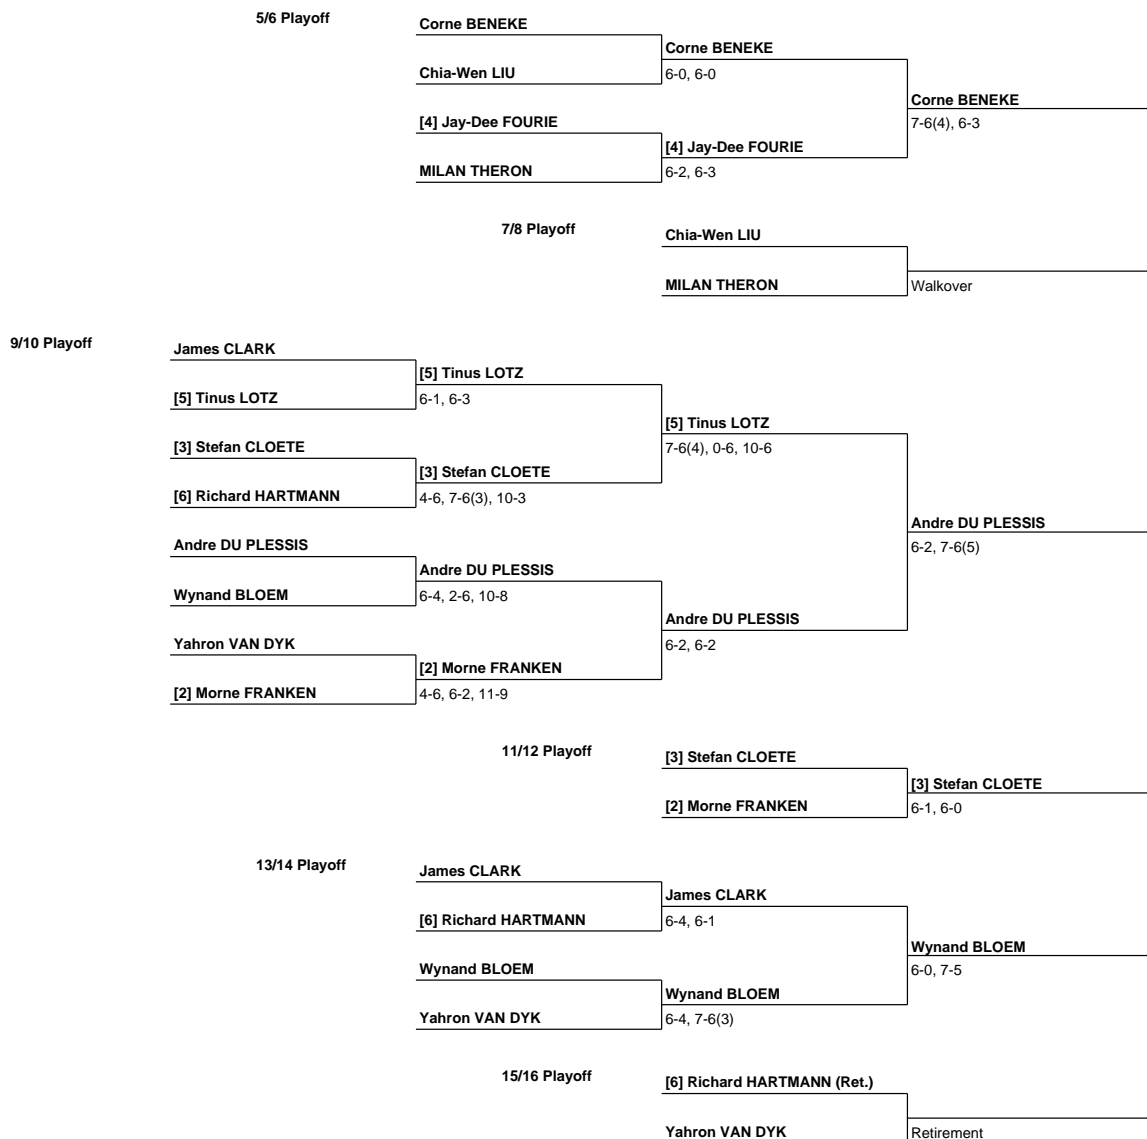 5/6 Playoff
Corne BENEKE
Corne BENEKE
Chia-Wen LIU
6-0, 6-0
Corne BENEKE
7-6(4), 6-3
[4] Jay-Dee FOURIE
[4] Jay-Dee FOURIE
MILAN THERON
6-2, 6-3
7/8 Playoff
Chia-Wen LIU
MILAN THERON
Walkover
9/10 Playoff
James CLARK
[5] Tinus LOTZ
[5] Tinus LOTZ
6-1, 6-3
[5] Tinus LOTZ
7-6(4), 0-6, 10-6
[3] Stefan CLOETE
[3] Stefan CLOETE
[6] Richard HARTMANN
4-6, 7-6(3), 10-3
Andre DU PLESSIS
6-2, 7-6(5)
Andre DU PLESSIS
Andre DU PLESSIS
Wynand BLOEM
6-4, 2-6, 10-8
Andre DU PLESSIS
6-2, 6-2
Yahron VAN DYK
[2] Morne FRANKEN
[2] Morne FRANKEN
4-6, 6-2, 11-9
11/12 Playoff
[3] Stefan CLOETE
[3] Stefan CLOETE
[2] Morne FRANKEN
6-1, 6-0
13/14 Playoff
James CLARK
James CLARK
[6] Richard HARTMANN
6-4, 6-1
Wynand BLOEM
6-0, 7-5
Wynand BLOEM
Wynand BLOEM
Yahron VAN DYK
6-4, 7-6(3)
15/16 Playoff
[6] Richard HARTMANN (Ret.)
Yahron VAN DYK
Retirement